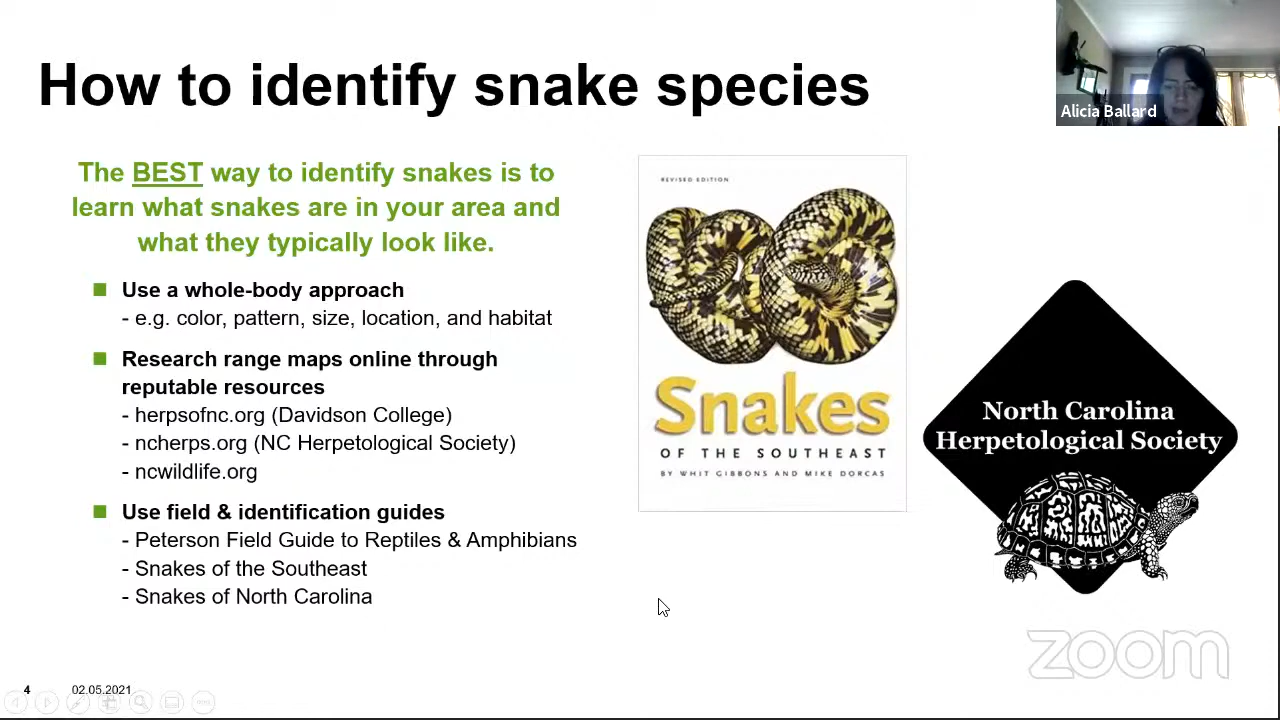 How to identify snake species
Alicia Ballard
The BEST way to identify snakes is to
learn what snakes are in your area and
what they typically look like.
Use a whole-body approach
- e.g. color, pattern, size, location, and habitat
Research range maps online through
reputable resources
- herpsofnc.org (Davidson College)
- ncherps.org (NC Herpetological Society)
- ncwildlife.org
Use field & identification guides
- Peterson Field Guide to Reptiles & Amphibians
- Snakes of the Southeast
- Snakes of North Carolina
REVISED EDITION
Snakes
OF THE SOUTHEAST
BY WHIT GIBBONS AND MIKE DORCAS
North Carolina
Herpetological Society
zoom
4
02.05.2021